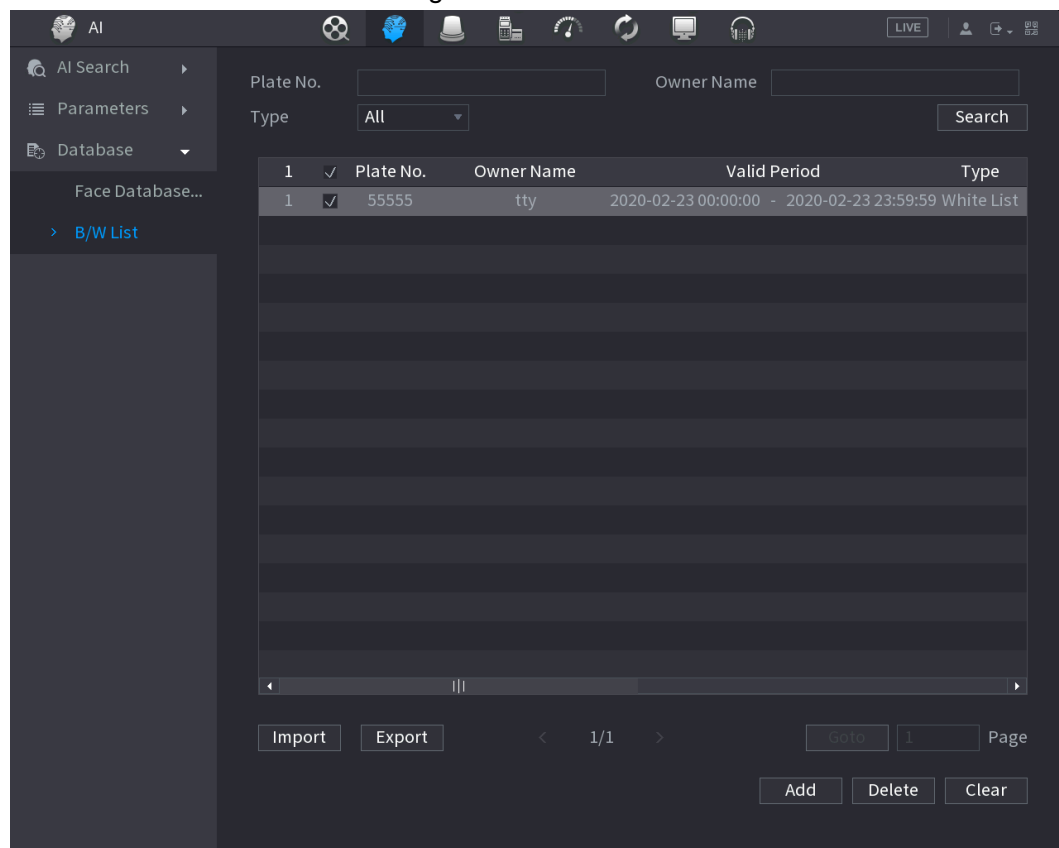 AI
LIVE
AI Search
Parameters
Database
Face Database...
B/W List
Plate No.
Owner Name
Type
All
Search
1 Plate No. Owner Name Valid Period Type
1 55555 tty 2020-02-23 00:00:00 - 2020-02-23 23:59:59 White List
Import
Export
< 1/1 >
Goto
1
Page
Add
Delete
Clear